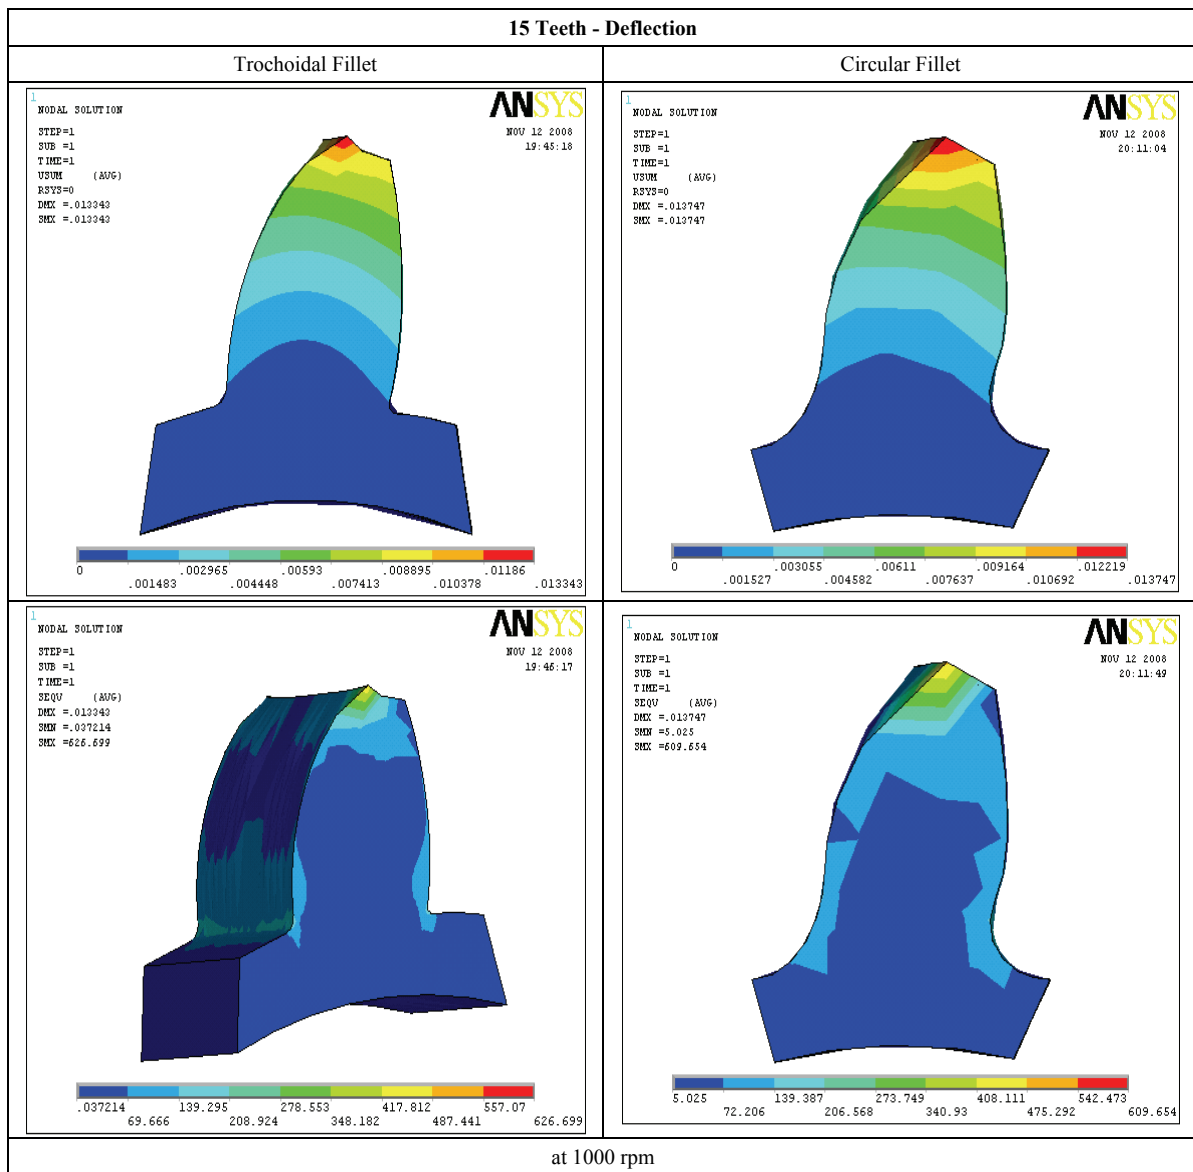 15 Teeth - Deflection
Trochoidal Fillet
Circular Fillet
1
ANSYS
NODAL SOLUTION
NOV 12 2008
19:45:18
STEP=1
SUB =1
TIME=1
USUM (AVG)
RSYS=0
DMX =.013343
SMX =.013343
0 .002965 .00593 .008895 .01186
.001483 .004448 .007413 .010378 .013343
1
ANSYS
NODAL SOLUTION
NOV 12 2008
20:11:04
STEP=1
SUB =1
TIME=1
USUM (AVG)
RSYS=0
DMX =.013747
SMX =.013747
0 .003055 .00611 .009164 .012219
.001527 .004582 .007637 .010692 .013747
1
ANSYS
NODAL SOLUTION
NOV 12 2008
19:46:17
STEP=1
SUB =1
TIME=1
SEQV (AVG)
DMX =.013343
SMN =.037214
SMX =626.699
.037214 139.295 278.553 417.812 557.07
69.666 208.924 348.182 487.441 626.699
1
ANSYS
NODAL SOLUTION
NOV 12 2008
20:11:49
STEP=1
SUB =1
TIME=1
SEQV (AVG)
DMX =.013747
SMN =5.025
SMX =609.654
5.025 139.387 273.749 408.111 542.473
72.206 206.568 340.93 475.292 609.654
at 1000 rpm